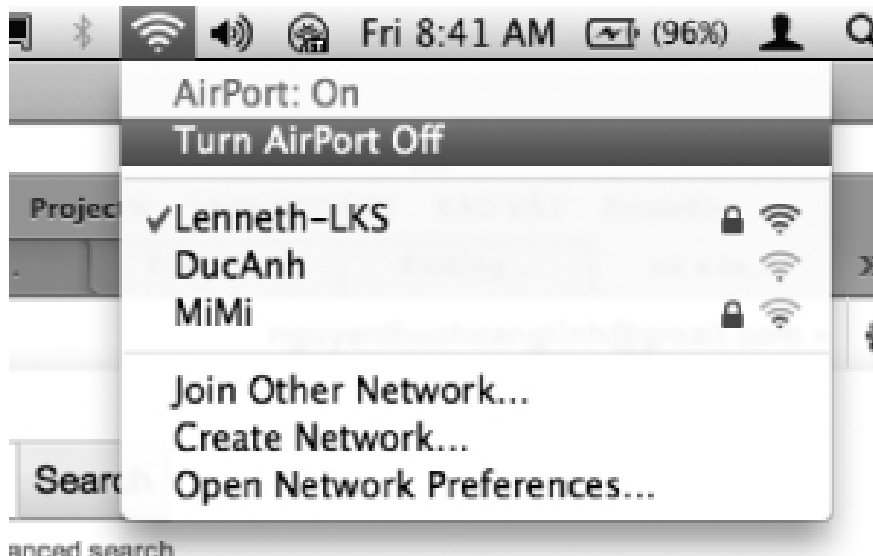 Fri 8:41 AM (96%)
AirPort: On
Turn AirPort Off
Projec
Lenneth-LKS
DucAnh
MiMi
Join Other Network...
Create Network...
Open Network Preferences...
Search
anced search